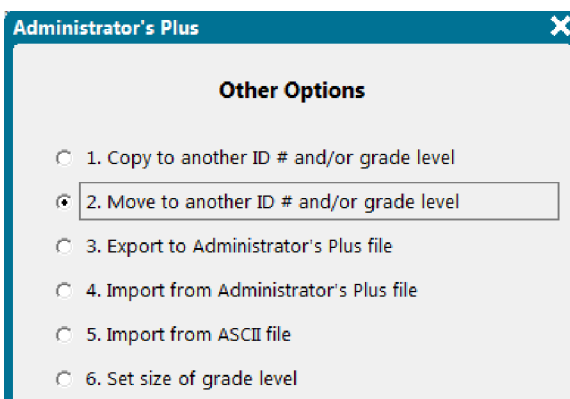 Administrator's Plus
Other Options
1. Copy to another ID # and/or grade level
2. Move to another ID # and/or grade level
3. Export to Administrator's Plus file
4. Import from Administrator's Plus file
5. Import from ASCII file
6. Set size of grade level